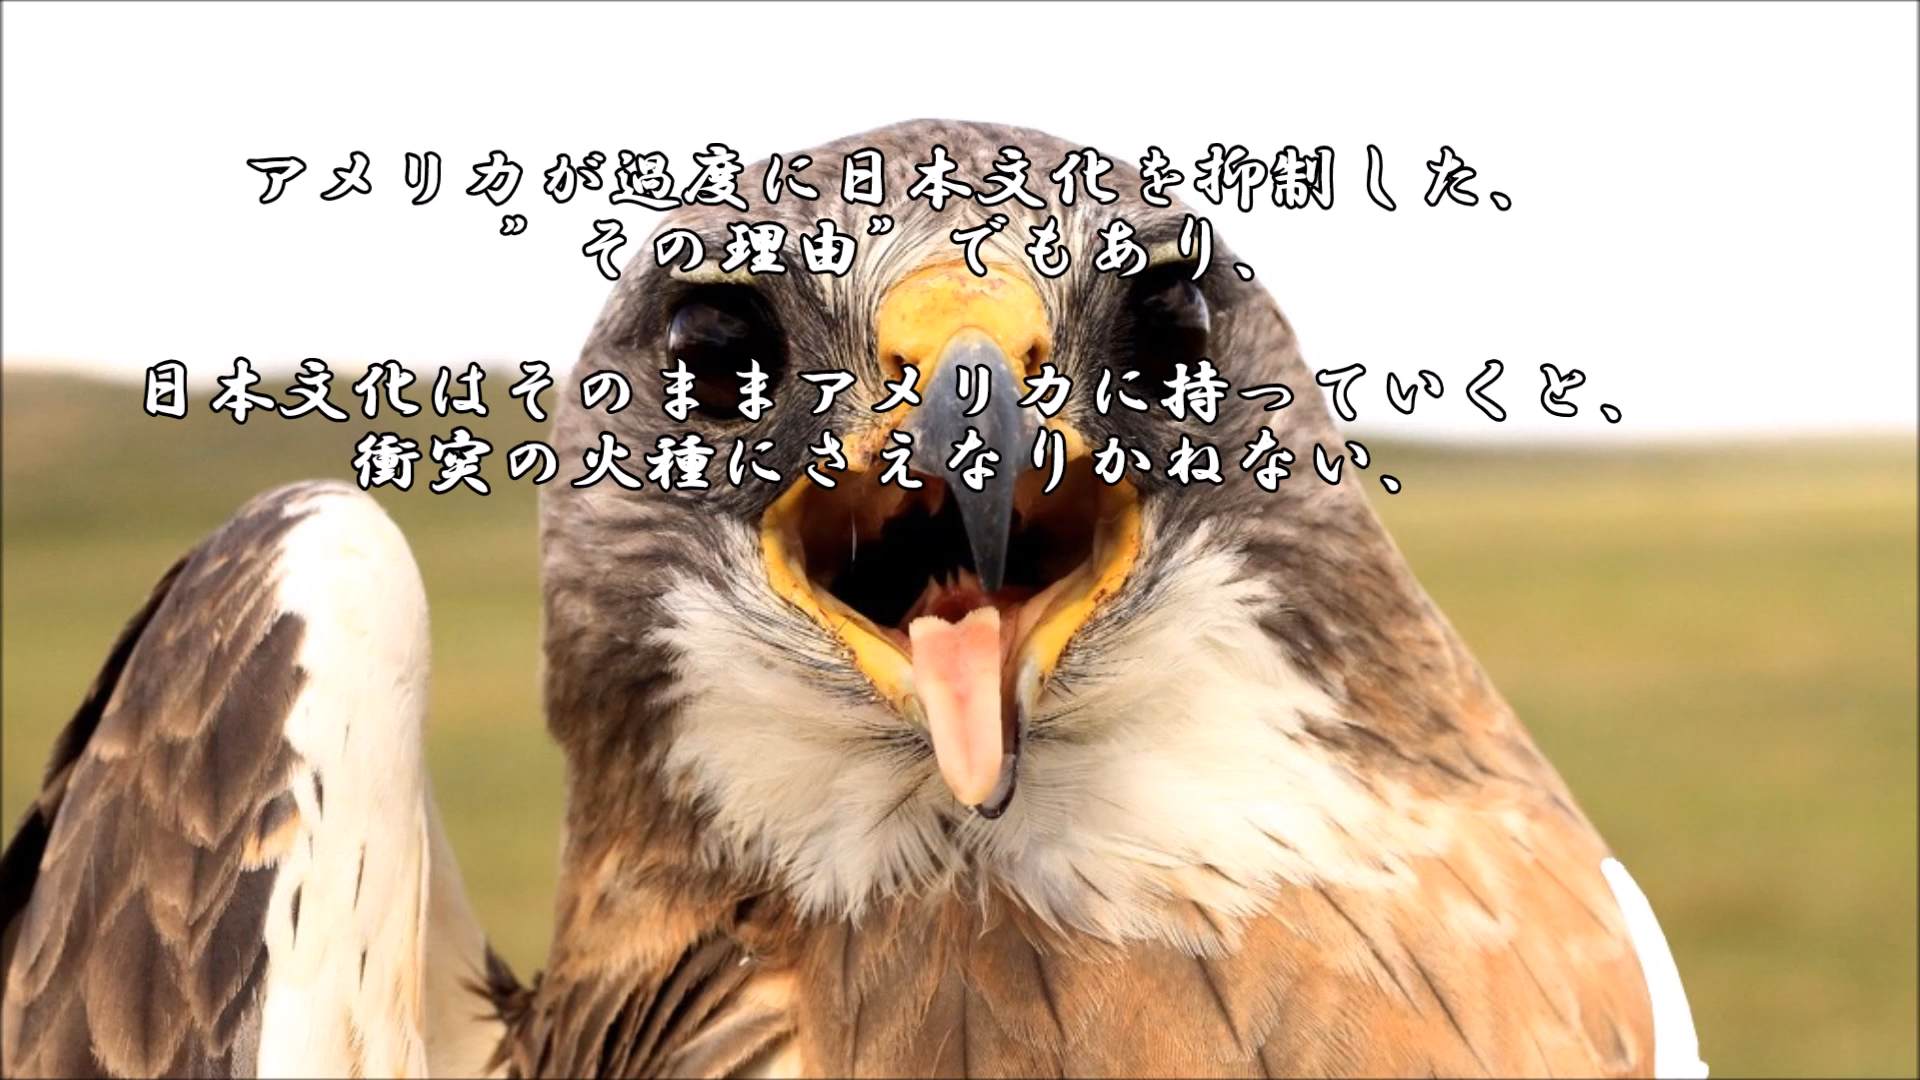 アメリカが過度に日本文化を抑制した、
”その理由”でもあり、
日本文化はそのままアメリカに持っていくと、
衝突の火種にさえなりかねない、